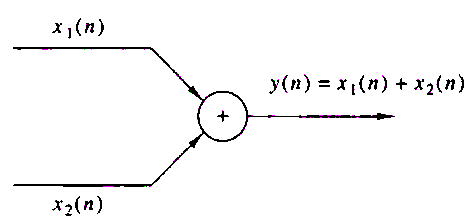 x₁(n)
y(n) = x₁(n) + x₂(n)
+
x₂(n)